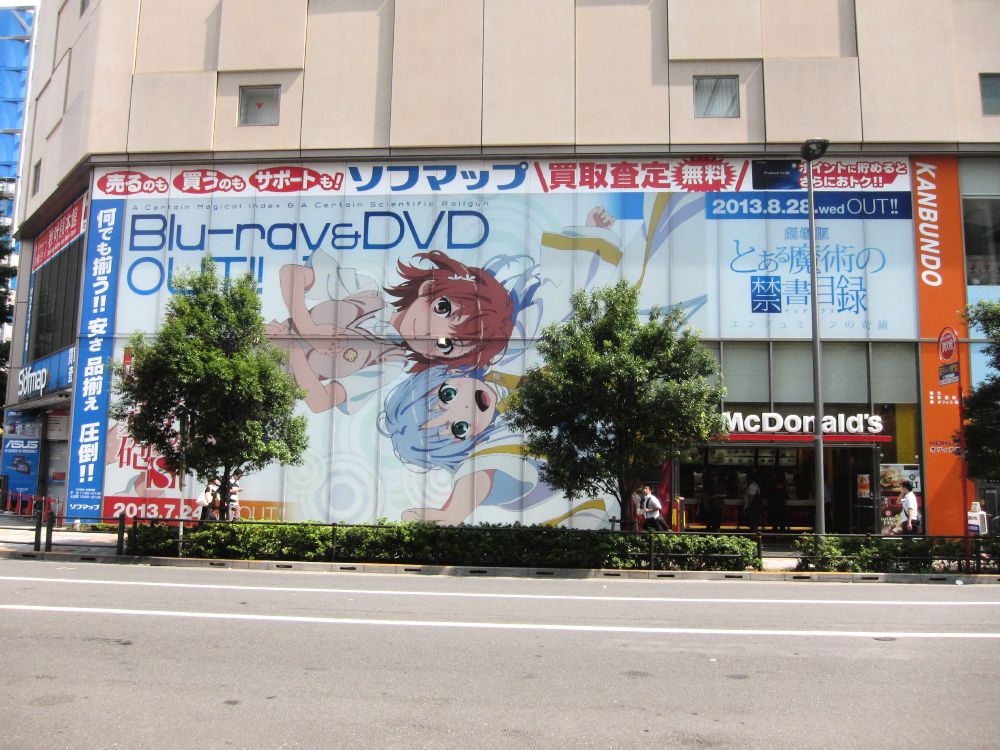 売るのも 買うのも サポートも! ソフマップ \買取査定無料/ ポイントに貯めると
さらにおトク!!
A Certain Magical Index & A Certain Scientific Railgun
Blu-ray&DVD
OUT!!
2013.8.28.wed OUT!!
劇場版
とある魔術の
禁書目録
インデックス
エンデュミオンの奇蹟
KANBUNDO
何でも揃う!! 安さ 品揃え 圧倒!!
ソフマップ
Sofmap
ASUS
砲S
2013.7.24
OUT
McDonald's